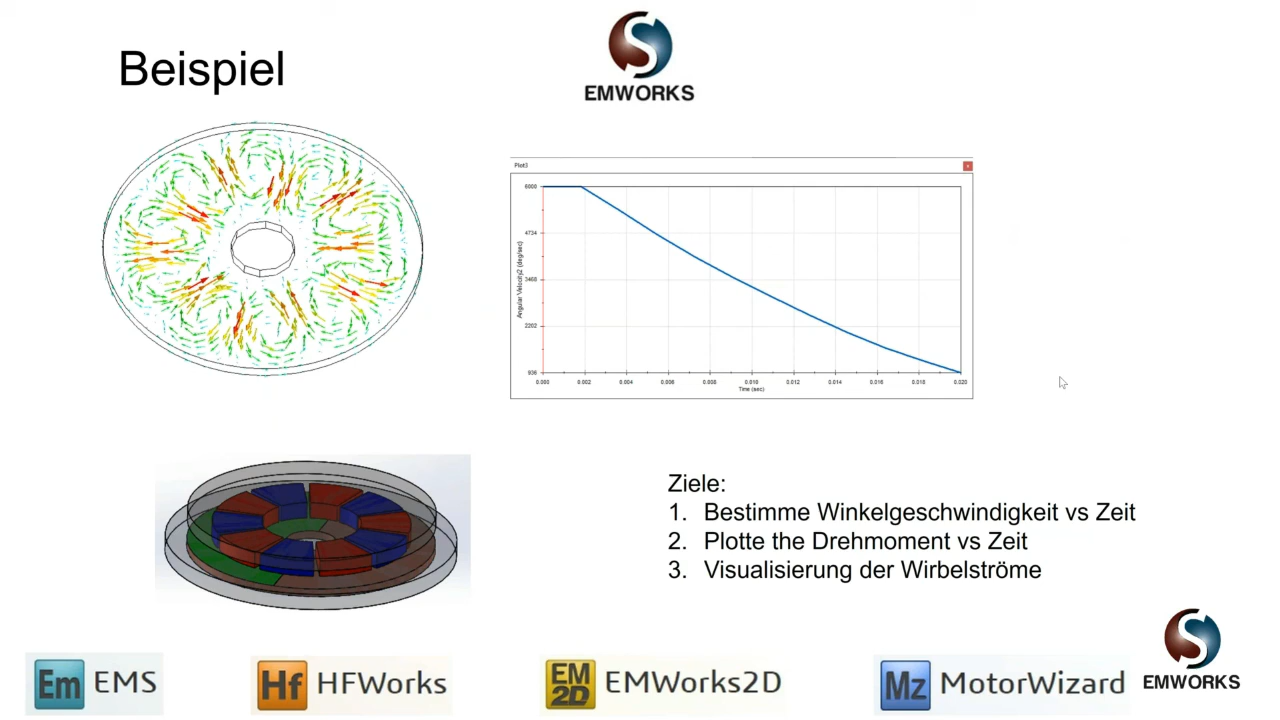 Beispiel
EMWORKS
Plot3
x
6000
4734
3468
2202
936
Angular Velocity2 (deg/sec)
0.000 0.002 0.004 0.006 0.008 0.010 0.012 0.014 0.016 0.018 0.020
Time (sec)
Ziele:
1. Bestimme Winkelgeschwindigkeit vs Zeit
2. Plotte the Drehmoment vs Zeit
3. Visualisierung der Wirbelströme
Em EMS
Hf HFWorks
EM 2D EMWorks2D
Mz MotorWizard
EMWORKS